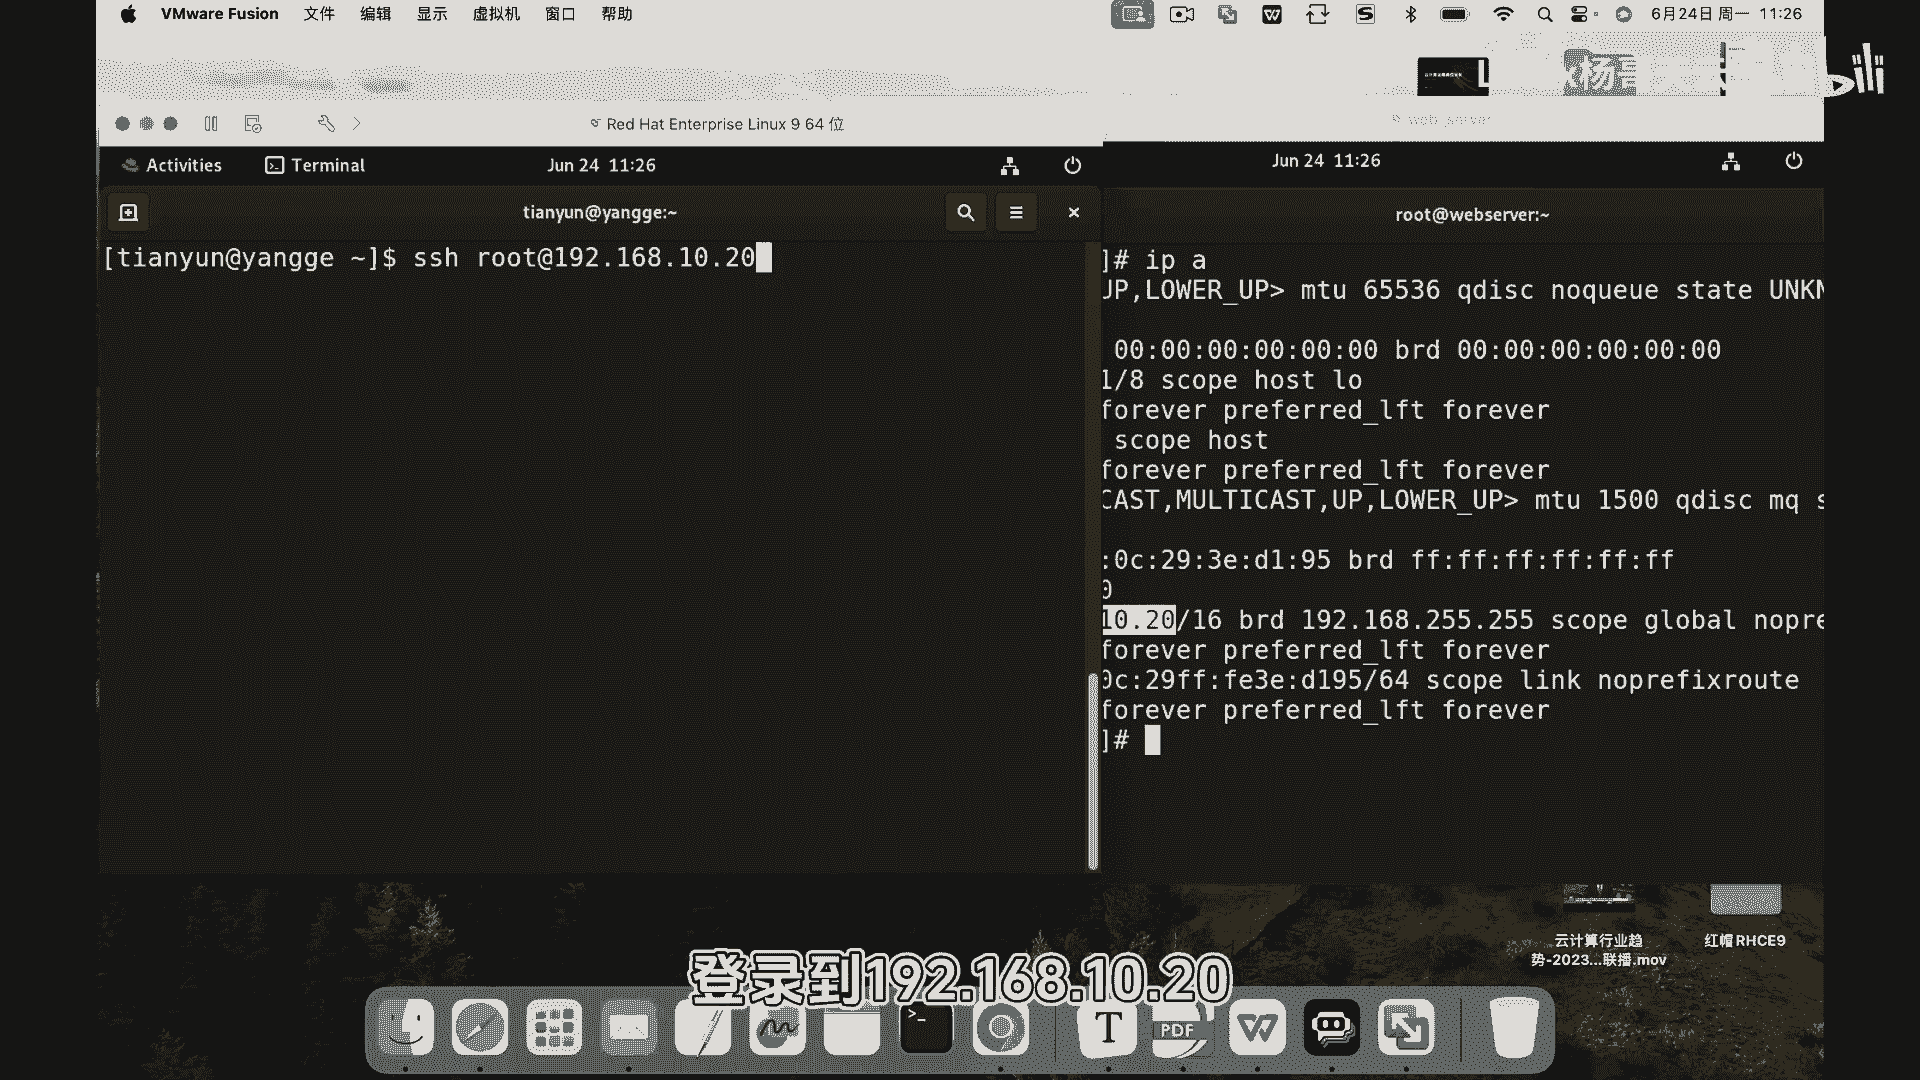 VMware Fusion 文件 编辑 显示 虚拟机 窗口 帮助
6月24日 周一 11:26
Red Hat Enterprise Linux 9 64 位
web server
Activities Terminal Jun 24 11:26
Jun 24 11:26
tianyun@yangge:~
root@webserver:~
[tianyun@yangge ~]$ ssh root@192.168.10.20
]# ip a
UP,LOWER_UP> mtu 65536 qdisc noqueue state UNKN
00:00:00:00:00:00 brd 00:00:00:00:00:00
1/8 scope host lo
forever preferred_lft forever
scope host
forever preferred_lft forever
CAST,MULTICAST,UP,LOWER_UP> mtu 1500 qdisc mq s
:0c:29:3e:d1:95 brd ff:ff:ff:ff:ff:ff
0
10.20/16 brd 192.168.255.255 scope global nopre
forever preferred_lft forever
0c:29ff:fe3e:d195/64 scope link noprefixroute
forever preferred_lft forever
]#
云计算行业趋
势-2023...联播.mov
红帽RHCE9
登录到192.168.10.20
PDF